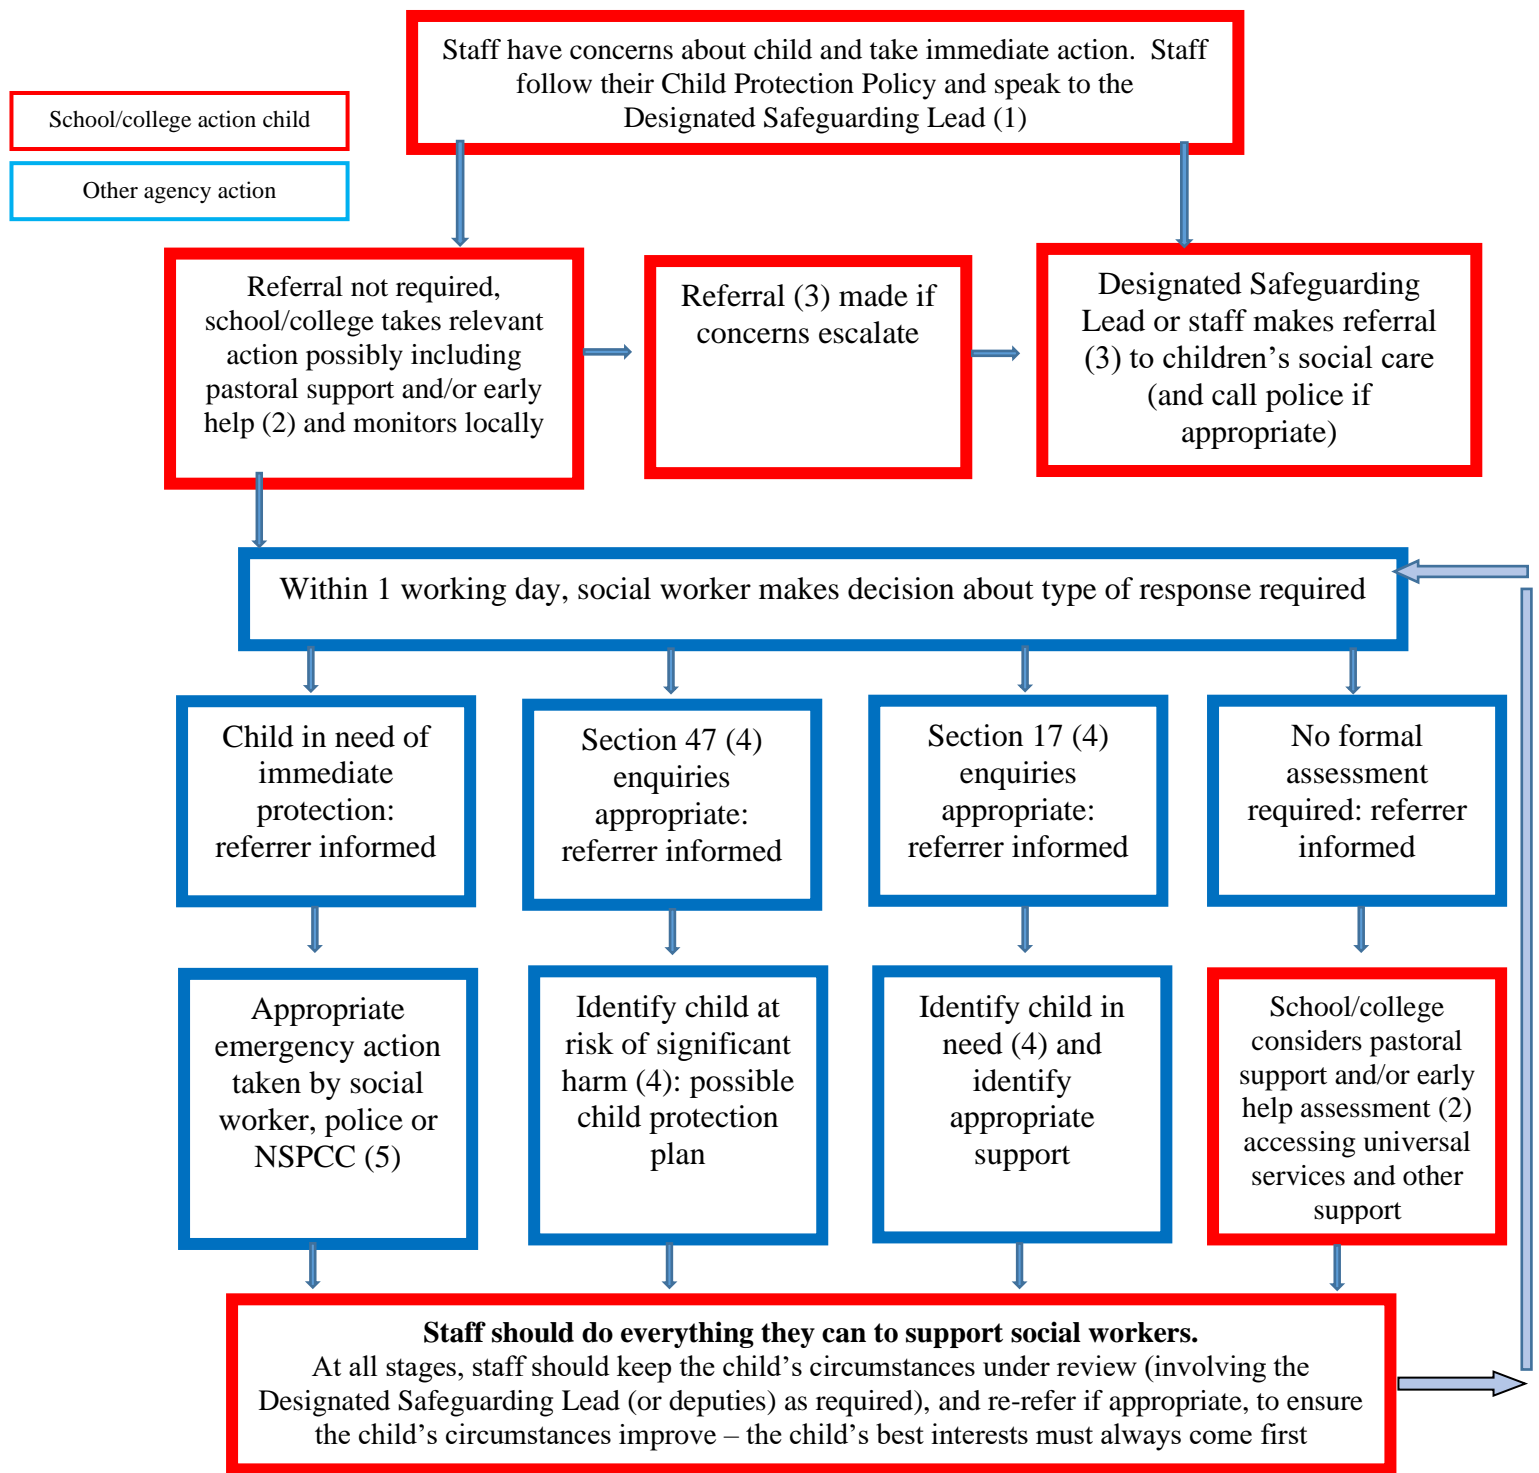 Staff have concerns about child and take immediate action.  Staff
follow their Child Protection Policy and speak to the
Designated Safeguarding Lead (1)
School/college action child
Other agency action
Referral not required,
school/college takes relevant
action possibly including
pastoral support and/or early
help (2) and monitors locally
Referral (3) made if
concerns escalate
Designated Safeguarding
Lead or staff makes referral
(3) to children’s social care
(and call police if
appropriate)
Within 1 working day, social worker makes decision about type of response required
Child in need of
immediate
protection:
referrer informed
Section 47 (4)
enquiries
appropriate:
referrer informed
Section 17 (4)
enquiries
appropriate:
referrer informed
No formal
assessment
required: referrer
informed
Appropriate
emergency action
taken by social
worker, police or
NSPCC (5)
Identify child at
risk of significant
harm (4): possible
child protection
plan
Identify child in
need (4) and
identify
appropriate
support
School/college
considers pastoral
support and/or early
help assessment (2)
accessing universal
services and other
support
Staff should do everything they can to support social workers.
At all stages, staff should keep the child’s circumstances under review (involving the
Designated Safeguarding Lead (or deputies) as required), and re-refer if appropriate, to ensure
the child’s circumstances improve – the child’s best interests must always come first